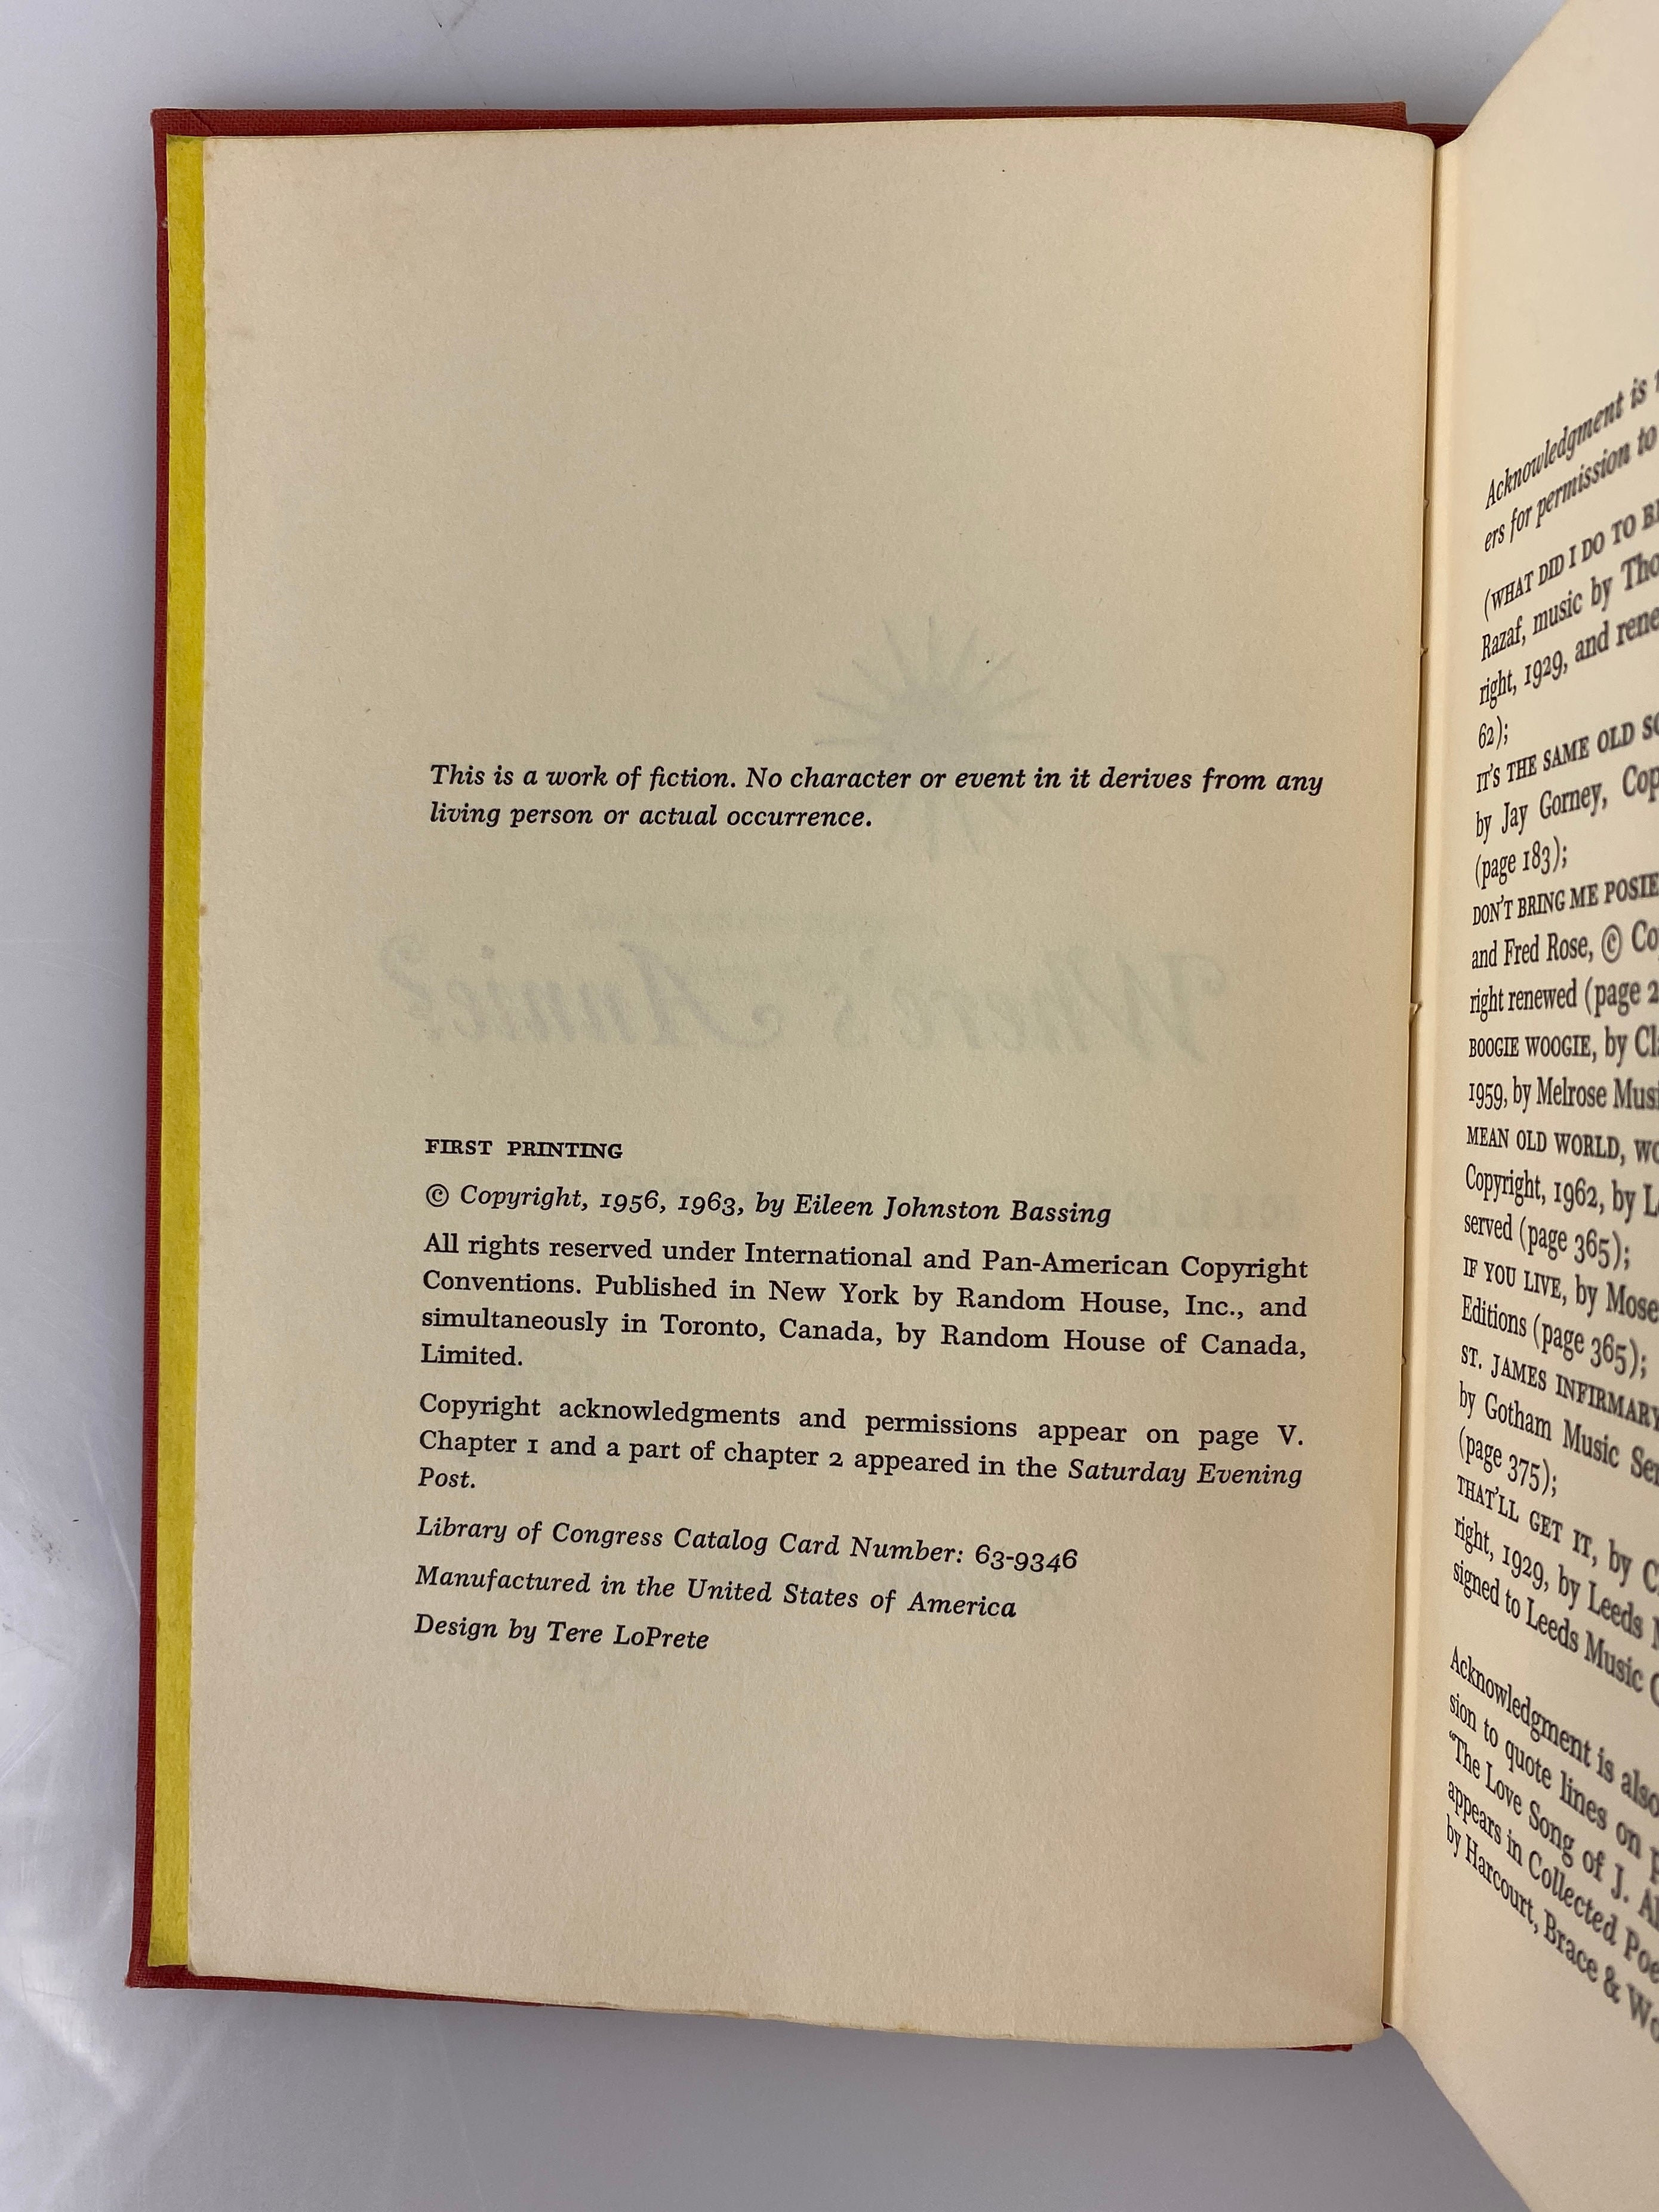 This is a work of fiction. No character or event in it derives from any
living person or actual occurrence.
Where's Annie?
FIRST PRINTING
© Copyright, 1956, 1963, by Eileen Johnston Bassing
All rights reserved under International and Pan-American Copyright
Conventions. Published in New York by Random House, Inc., and
simultaneously in Toronto, Canada, by Random House of Canada,
Limited.
Copyright acknowledgments and permissions appear on page V.
Chapter 1 and a part of chapter 2 appeared in the Saturday Evening
Post.
Library of Congress Catalog Card Number: 63-9346
Manufactured in the United States of America
Design by Tere LoPrete
Acknowledgment is
ers for permission to
(WHAT DID I DO TO
Razaf, music by
right, 1929, and
62);
IT'S THE SAME OLD
by Jay Gorney,
(page 183);
DON'T BRING ME
and Fred Rose, ©
right renewed (page
BOOGIE WOOGIE, by
1959, by Melrose
MEAN OLD WORLD,
Copyright, 1962, by
served (page 365);
IF YOU LIVE, by
Editions (page 365);
ST. JAMES INFIRMARY
by Gotham Music
(page 375);
THAT'LL GET IT, by
right, 1929, by Leeds
signed to Leeds Music
Acknowledgment is also
sion to quote lines on
"The Love Song of J.
appears in Collected
by Harcourt, Brace &